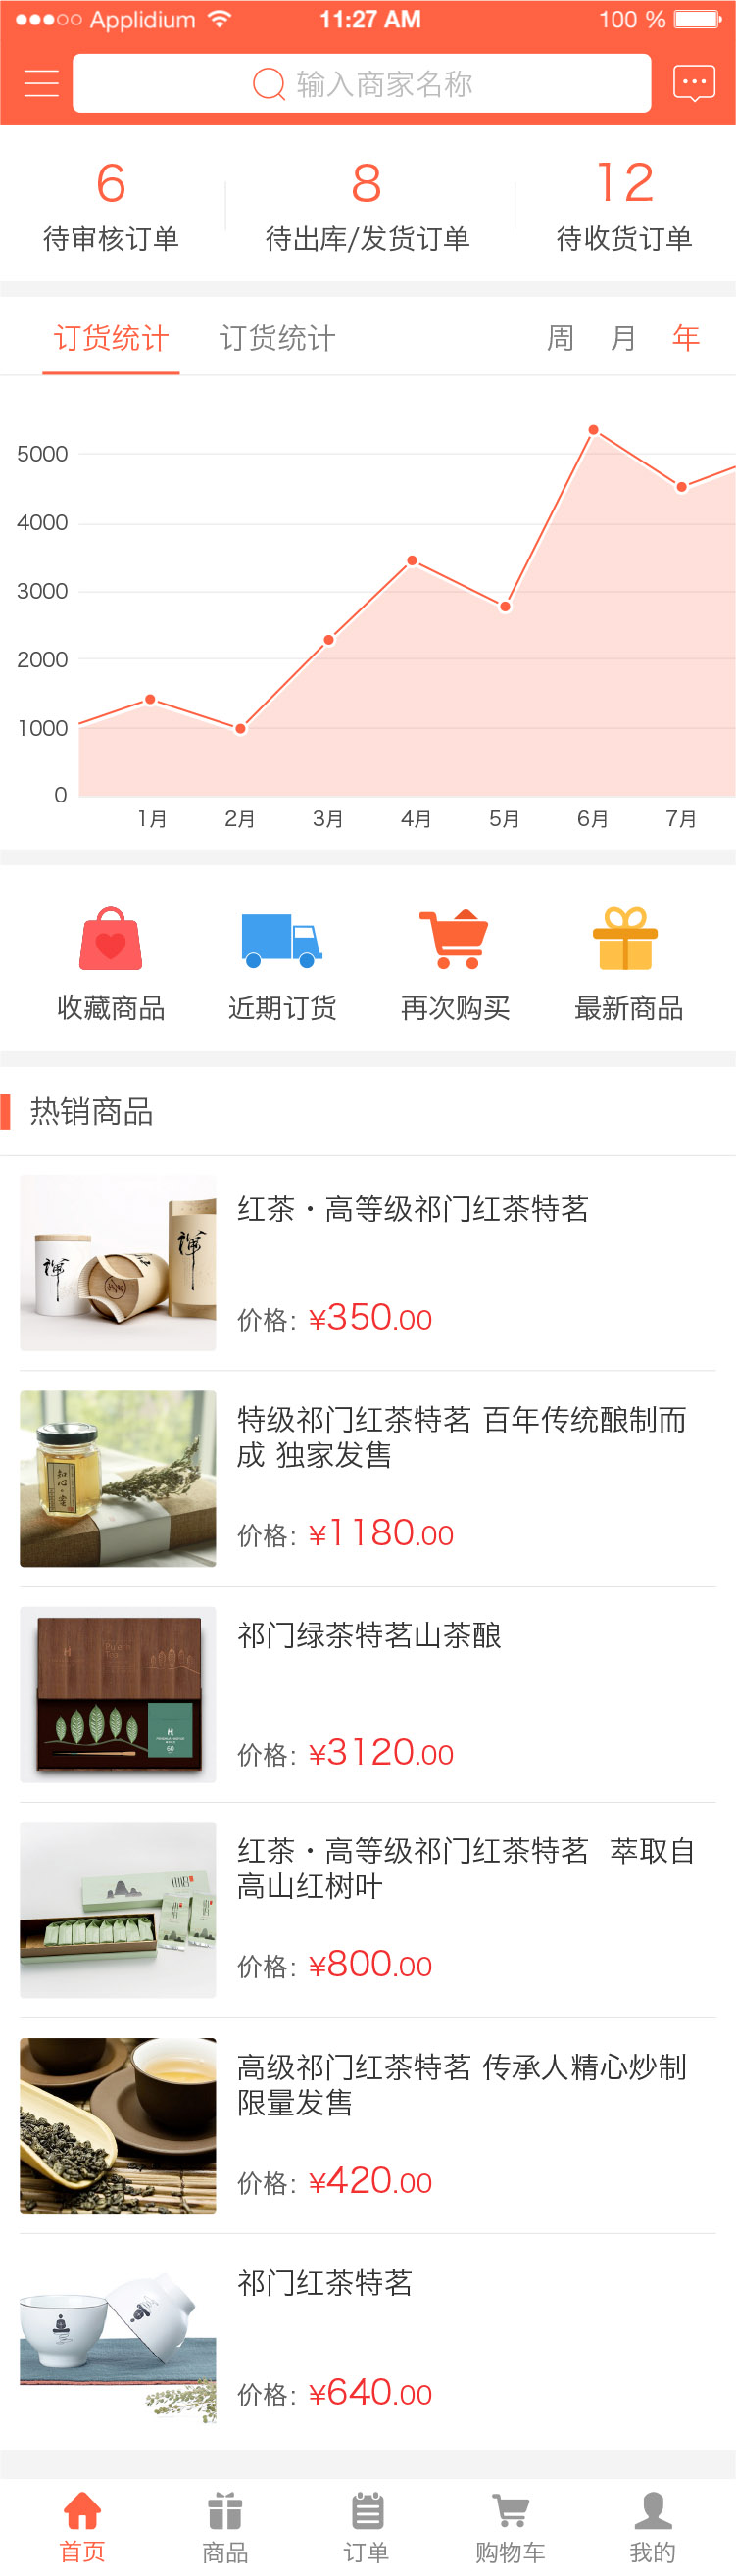 Applidium 11:27 AM 100 %
输入商家名称
6 8 12
待审核订单 待出库/发货订单 待收货订单
订货统计 订货统计 周 月 年
5000
4000
3000
2000
1000
0
1月 2月 3月 4月 5月 6月 7月
收藏商品 近期订货 再次购买 最新商品
热销商品
红茶・高等级祁门红茶特茗
价格：¥350.00
特级祁门红茶特茗 百年传统酿制而
成 独家发售
价格：¥1180.00
祁门绿茶特茗山茶酿
价格：¥3120.00
红茶・高等级祁门红茶特茗 萃取自
高山红树叶
价格：¥800.00
高级祁门红茶特茗 传承人精心炒制
限量发售
价格：¥420.00
祁门红茶特茗
价格：¥640.00
首页 商品 订单 购物车 我的